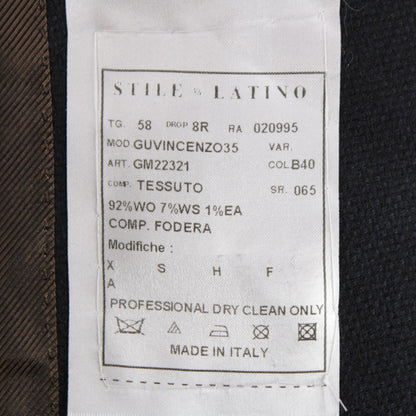 STILE LATINO
TG. 58 DROP 8R RA 020995
MOD GUVINCENZO35 VAR.
ART. GM22321 COL. B40
COMP. TESSUTO SR. 065
92%WO 7%WS 1%EA
COMP. FODERA
Modifiche :
X S H F
A
PROFESSIONAL DRY CLEAN ONLY
MADE IN ITALY